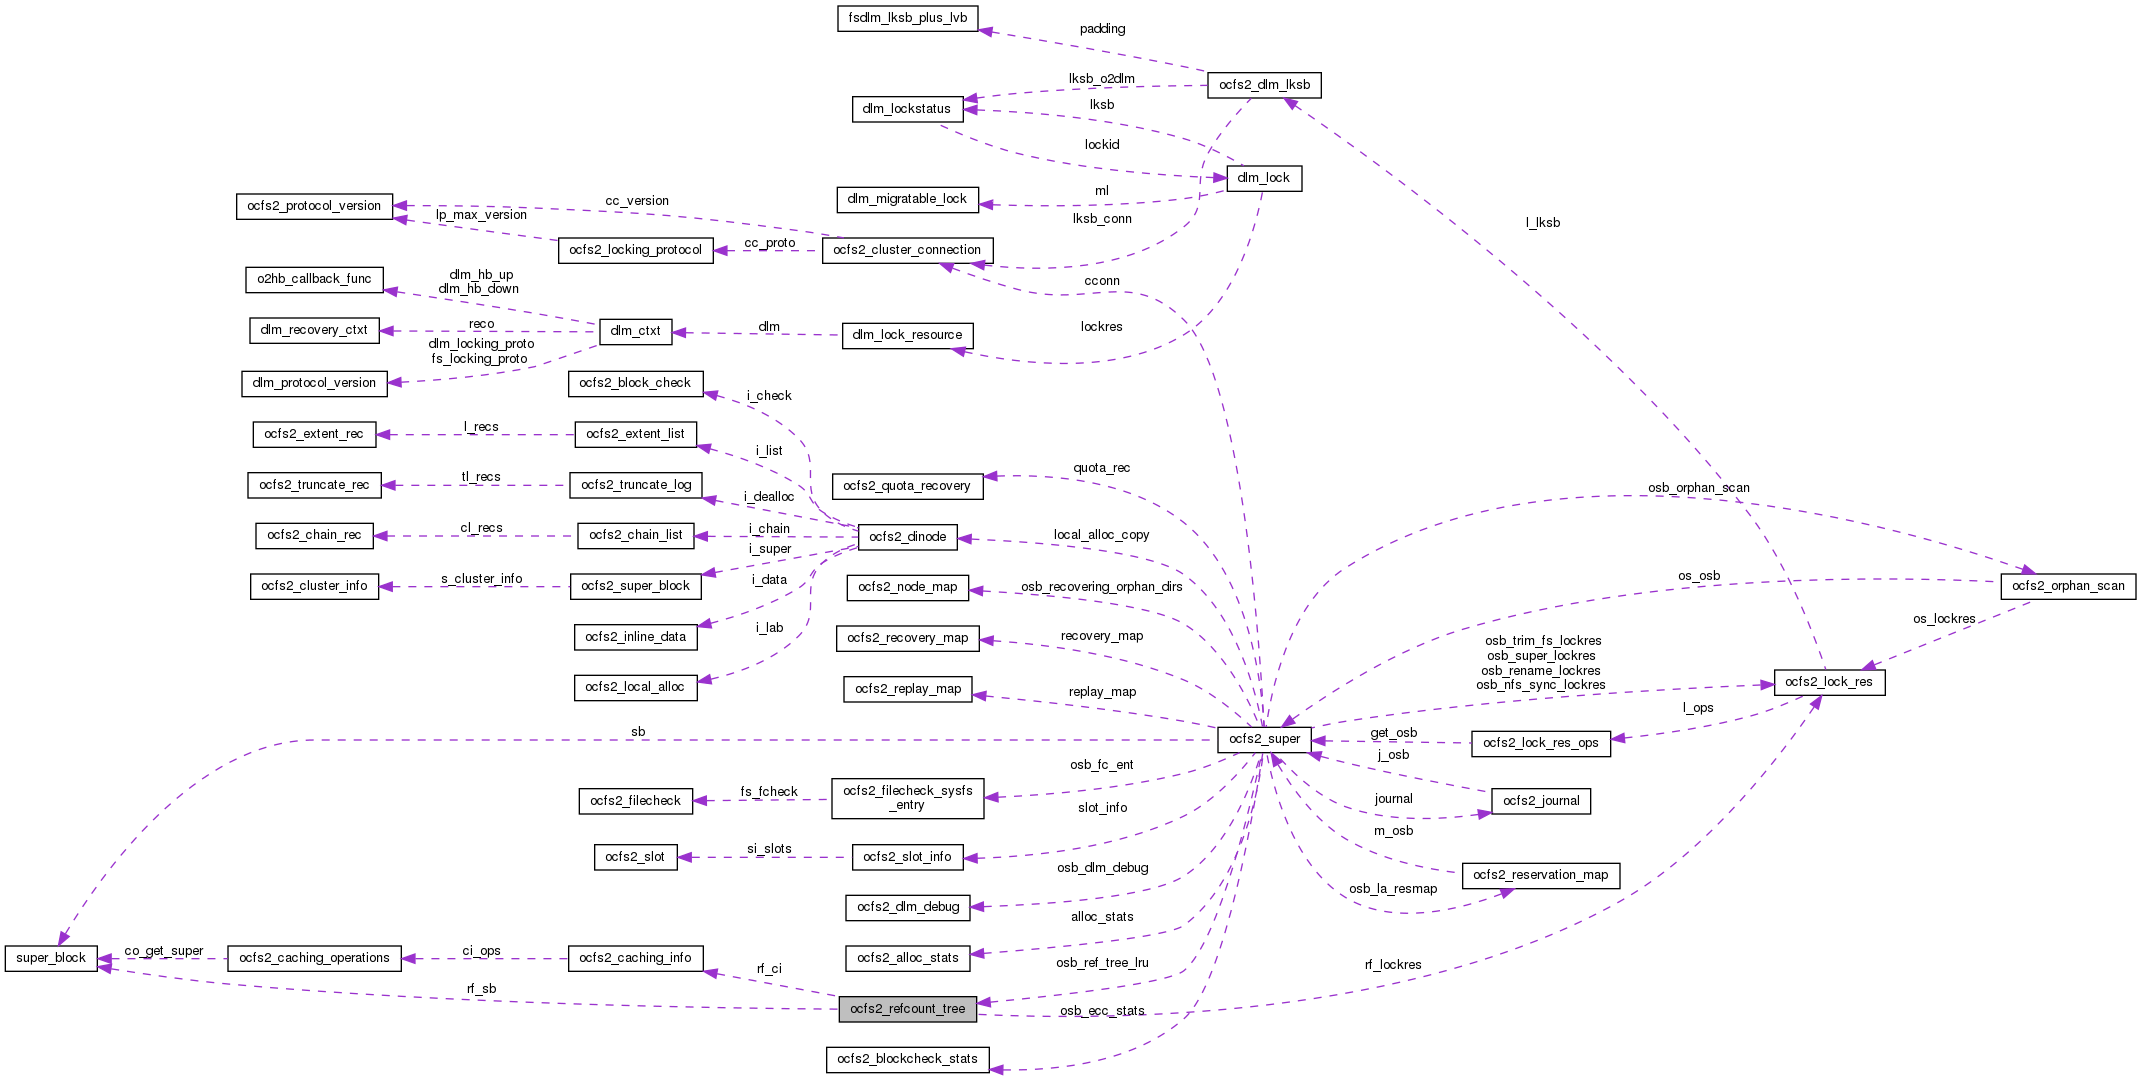 fsdlm_lksb_plus_lvb
padding
lksb_o2dlm
ocfs2_dlm_lksb
dlm_lockstatus
lksb
lockid
dlm_lock
ml
dlm_migratable_lock
ocfs2_protocol_version
cc_version
lp_max_version
lksb_conn
l_lksb
ocfs2_locking_protocol
cc_proto
ocfs2_cluster_connection
o2hb_callback_func
dlm_hb_up
dlm_hb_down
cconn
dlm_recovery_ctxt
reco
dlm_ctxt
dlm
dlm_lock_resource
lockres
dlm_locking_proto
fs_locking_proto
dlm_protocol_version
ocfs2_block_check
i_check
ocfs2_extent_rec
l_recs
ocfs2_extent_list
i_list
quota_rec
ocfs2_truncate_rec
tl_recs
ocfs2_truncate_log
i_dealloc
ocfs2_quota_recovery
osb_orphan_scan
ocfs2_chain_rec
cl_recs
ocfs2_chain_list
i_chain
ocfs2_dinode
local_alloc_copy
i_super
ocfs2_cluster_info
s_cluster_info
ocfs2_super_block
i_data
ocfs2_node_map
osb_recovering_orphan_dirs
os_osb
ocfs2_orphan_scan
ocfs2_inline_data
i_lab
ocfs2_recovery_map
recovery_map
os_lockres
osb_trim_fs_lockres
osb_super_lockres
osb_rename_lockres
osb_nfs_sync_lockres
ocfs2_local_alloc
ocfs2_replay_map
replay_map
ocfs2_lock_res
l_ops
sb
ocfs2_super
get_osb
ocfs2_lock_res_ops
j_osb
osb_fc_ent
ocfs2_filecheck
fs_fcheck
ocfs2_filecheck_sysfs
_entry
slot_info
journal
ocfs2_journal
m_osb
ocfs2_slot
si_slots
ocfs2_slot_info
osb_dlm_debug
ocfs2_reservation_map
osb_la_resmap
ocfs2_dlm_debug
alloc_stats
super_block
co_get_super
ocfs2_caching_operations
ci_ops
ocfs2_caching_info
ocfs2_alloc_stats
rf_ci
osb_ref_tree_lru
rf_lockres
rf_sb
ocfs2_refcount_tree
osb_ecc_stats
ocfs2_blockcheck_stats